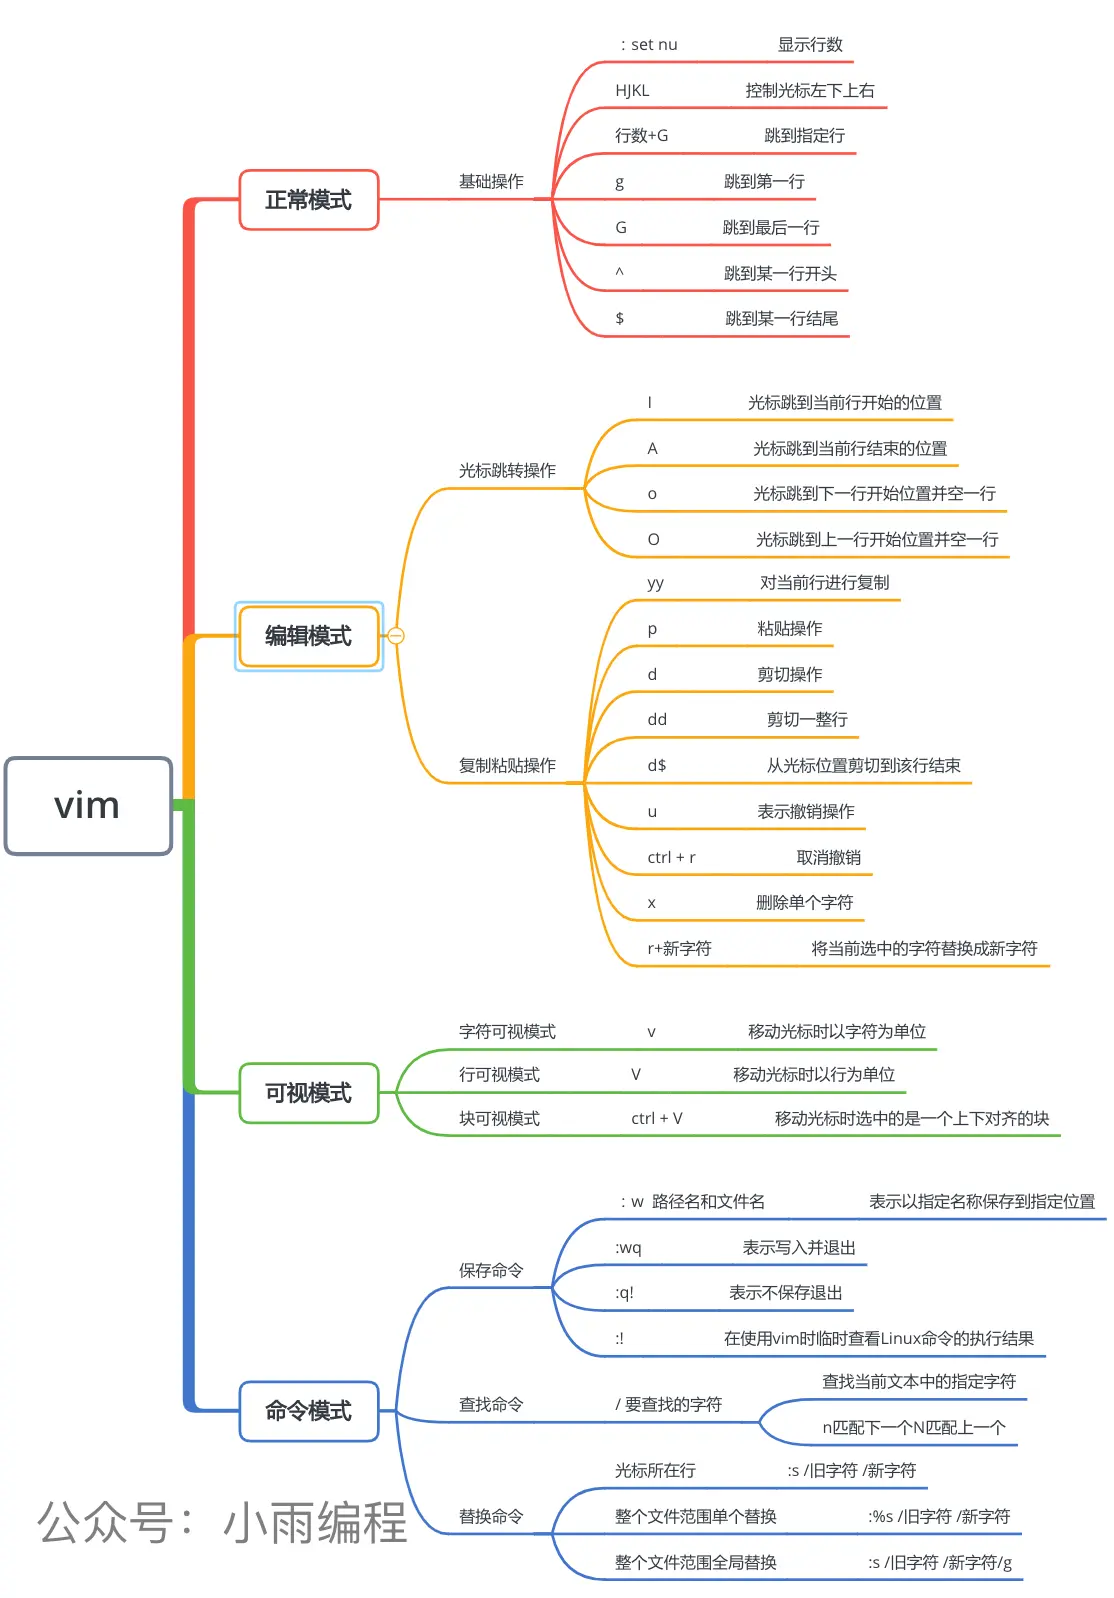 vim
正常模式
基础操作
：set nu 显示行数
HJKL 控制光标左下上右
行数+G 跳到指定行
g 跳到第一行
G 跳到最后一行
^ 跳到某一行开头
$ 跳到某一行结尾
编辑模式
光标跳转操作
I 光标跳到当前行开始的位置
A 光标跳到当前行结束的位置
o 光标跳到下一行开始位置并空一行
O 光标跳到上一行开始位置并空一行
复制粘贴操作
yy 对当前行进行复制
p 粘贴操作
d 剪切操作
dd 剪切一整行
d$ 从光标位置剪切到该行结束
u 表示撤销操作
ctrl + r 取消撤销
x 删除单个字符
r+新字符 将当前选中的字符替换成新字符
可视模式
字符可视模式 v 移动光标时以字符为单位
行可视模式 V 移动光标时以行为单位
块可视模式 ctrl + V 移动光标时选中的是一个上下对齐的块
命令模式
保存命令
：w 路径名和文件名 表示以指定名称保存到指定位置
:wq 表示写入并退出
:q! 表示不保存退出
:! 在使用vim时临时查看Linux命令的执行结果
查找命令
/ 要查找的字符
查找当前文本中的指定字符
n匹配下一个N匹配上一个
替换命令
光标所在行 :s /旧字符 /新字符
整个文件范围单个替换 :%s /旧字符 /新字符
整个文件范围全局替换 :s /旧字符 /新字符/g
公众号：小雨编程